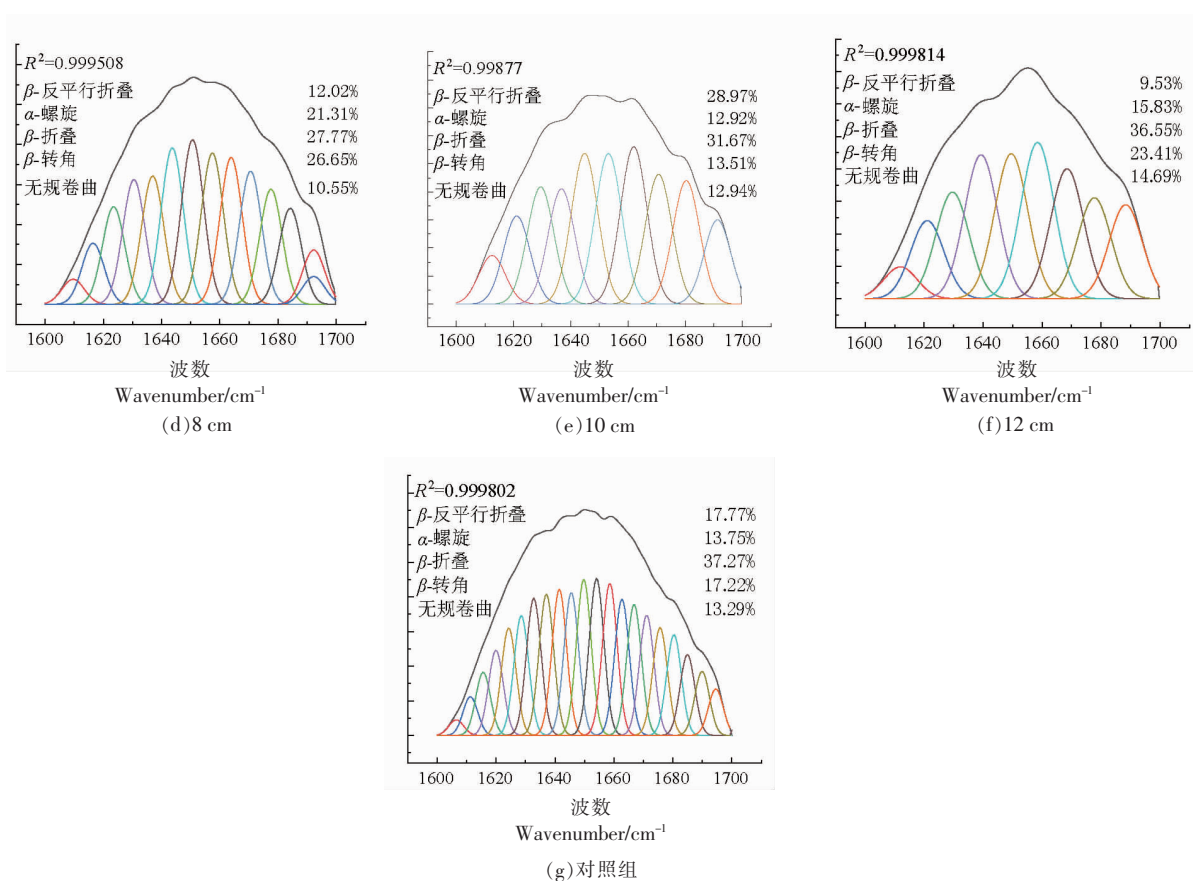 R²=0.999508
β-反平行折叠 12.02%
α-螺旋 21.31%
β-折叠 27.77%
β-转角 26.65%
无规卷曲 10.55%
1600 1620 1640 1660 1680 1700
波数
Wavenumber/cm⁻¹
(d)8 cm
R²=0.99877
β-反平行折叠 28.97%
α-螺旋 12.92%
β-折叠 31.67%
β-转角 13.51%
无规卷曲 12.94%
1600 1620 1640 1660 1680 1700
波数
Wavenumber/cm⁻¹
(e)10 cm
R²=0.999814
β-反平行折叠 9.53%
α-螺旋 15.83%
β-折叠 36.55%
β-转角 23.41%
无规卷曲 14.69%
1600 1620 1640 1660 1680 1700
波数
Wavenumber/cm⁻¹
(f)12 cm
R²=0.999802
β-反平行折叠 17.77%
α-螺旋 13.75%
β-折叠 37.27%
β-转角 17.22%
无规卷曲 13.29%
1600 1620 1640 1660 1680 1700
波数
Wavenumber/cm⁻¹
(g)对照组